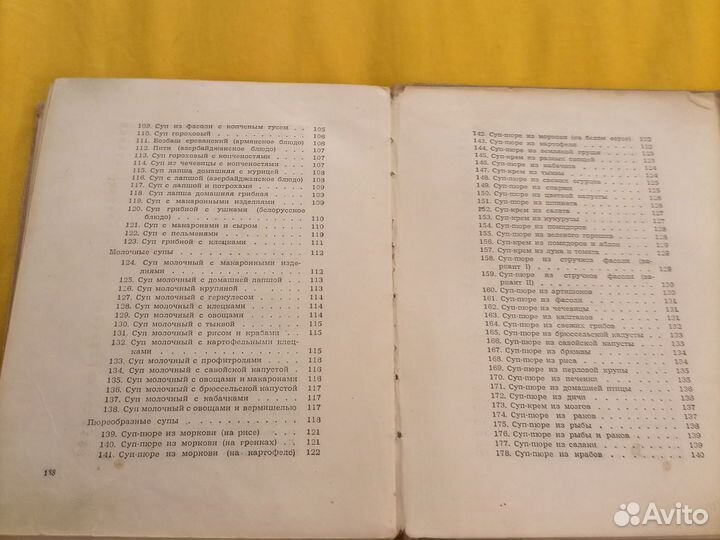 109. Суп из фасоли с копченым гусем . . 105
110. Суп гороховый . . . . . . . . 106
111. Бозбаш ереванский (армянское блюдо) 106
112. Пити (азербайджанское блюдо) . . . 107
113. Суп гороховый с копченостями . . . 107
114. Суп из чечевицы с копченостями . . 107
115. Суп лапша домашняя с курицей . . . 108
116. Суп с лапшой (азербайджанское блюдо) 108
117. Суп с лапшой и потрохами . . . . 109
118. Суп лапша домашняя грибная . . . 109
119. Суп с макаронными изделиями . . . 109
120. Суп грибной с ушками (белорусское
блюдо) . . . . . . . . . . 110
121. Суп с макаронами и сыром . . . . 110
122. Суп с пельменями . . . . . . . 110
123. Суп грибной с клецками . . . . . 111
Молочные супы . . . . . . . . . . 112
124. Суп молочный с макаронными изде-
лиями . . . . . . . . . . 112
125. Суп молочный с домашней лапшой . 113
126. Суп молочный крупяной . . . . . 113
127. Суп молочный с геркулесом . . . . 114
128. Суп молочный с клецками . . . . 114
129. Суп молочный с овощами . . . . . 114
130. Суп молочный с тыквой . . . . . 114
131. Суп молочный с рисом и крабами . . 115
132. Суп молочный с картофельными клец-
ками . . . . . . . . . . . 115
133. Суп молочный с профитролями . . . 116
134. Суп молочный с савойской капустой . 116
135. Суп молочный с овощами и макаронами 116
136. Суп молочный с брюссельской капустой 117
137. Суп молочный с кабачками . . . . 117
138. Суп молочный с овощами и вермишелью 117
Пюреобразные супы . . . . . . . . . 118
139. Суп-пюре из моркови (на рисе) . . . 121
140. Суп-пюре из моркови (на гренках) . . 121
141. Суп-пюре из моркови (на картофеле) 122
188
142. Суп-пюре из моркови (на белом соусе) 123
143. Суп-пюре из картофеля . . . . . 123
144. Суп-пюре из земляной груши . . . 123
145. Суп-крем из разных овощей . . . 123
146. Суп-пюре из кабачков . . . . . 124
147. Суп-крем из тыквы . . . . . . 124
148. Суп-пюре из свежих огурцов . . . 124
149. Суп-пюре из спаржи
150. Суп-пюре из цветной капусты
151. Суп-пюре из шпината . . . . . . 127
152. Суп-крем из салата . . . . . . 127
153. Суп-крем из кукурузы . . . . . 127
154. Суп-пюре из помидоров . . . . . 128
155. Суп-пюре из зеленого горошка . . . 128
156. Суп-крем из помидоров и яблок . . 128
157. Суп-крем из лука и томата . . . .
158. Суп-пюре из стручков фасоли (ва-
риант I) . . . . . . . . . . 129
159. Суп-пюре из стручков фасоли (ва-
риант II) . . . . . . . . . . 130
160. Суп-пюре из артишоков . . . . . 130
161. Суп-пюре из фасоли . . . . . . 131
162. Суп-пюре из чечевицы . . . . . 131
163. Суп-пюре из каштанов . . . . . 131
164. Суп-пюре из свежих грибов . . . . 132
165. Суп-пюре из брюссельской капусты . 133
166. Суп-пюре из савойской капусты . . 133
167. Суп-пюре из брюквы . . . . . . 133
168. Суп-пюре из риса . . . . . . . 134
169. Суп-пюре из перловой крупы . . . 134
170. Суп-пюре из печенки . . . . . . 135
171. Суп-пюре из домашней птицы . . . 135
172. Суп-пюре из дичи . . . . . . . 136
173. Суп-крем из мозгов . . . . . . 137
174. Суп-пюре из раков . . . . . . 138
175. Суп-пюре из рыбы . . . . . . . 138
176. Суп-пюре из рыбы и раков . . . . 139
177. Суп-пюре из салаки . . . . . . 139
178. Суп-пюре из крабов . . . . . . 140
Avito